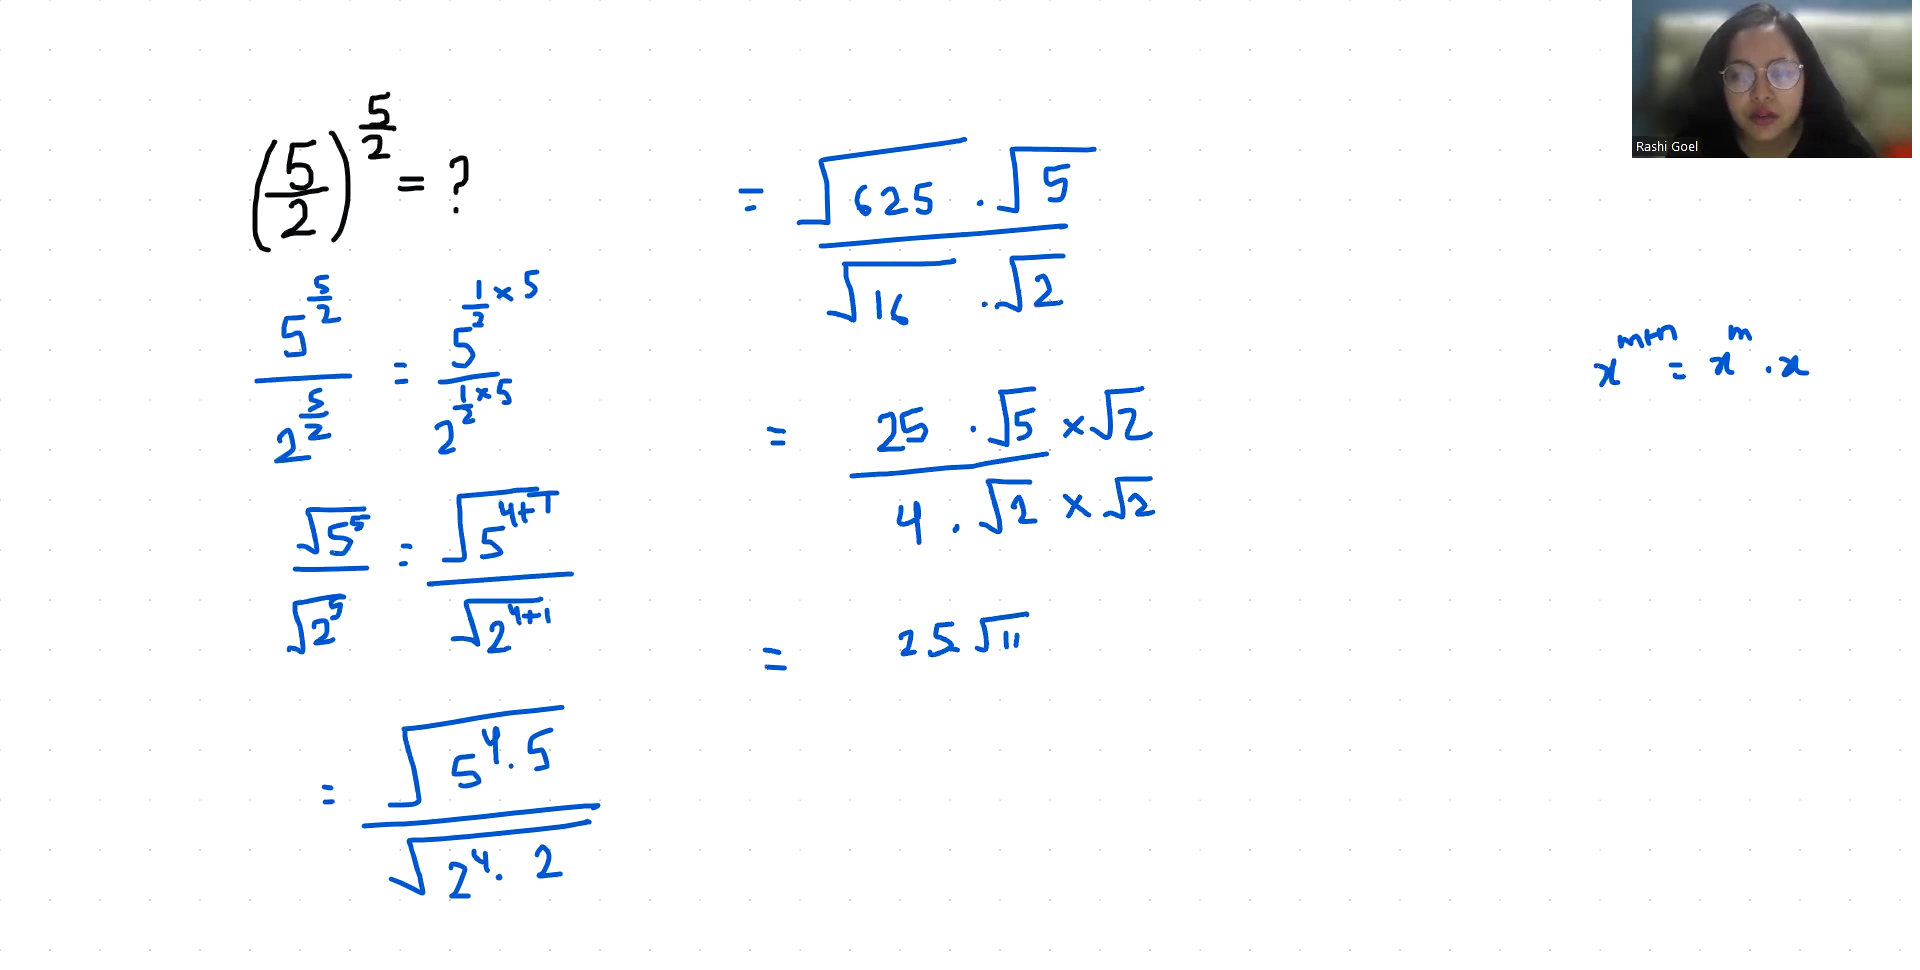 (5/2)^(5/2) = ?
5^(5/2) / 2^(5/2) = 5^(1/2 × 5) / 2^(1/2 × 5)
√5^5 / √2^5 = √5^(4+1) / √2^(4+1)
= √(5^4 . 5) / √(2^4 . 2)
= √625 . √5 / √16 . √2
= 25 . √5 × √2 / 4 . √2 × √2
= 25 √11
x^(m+n) = x^m . x
Rashi Goel